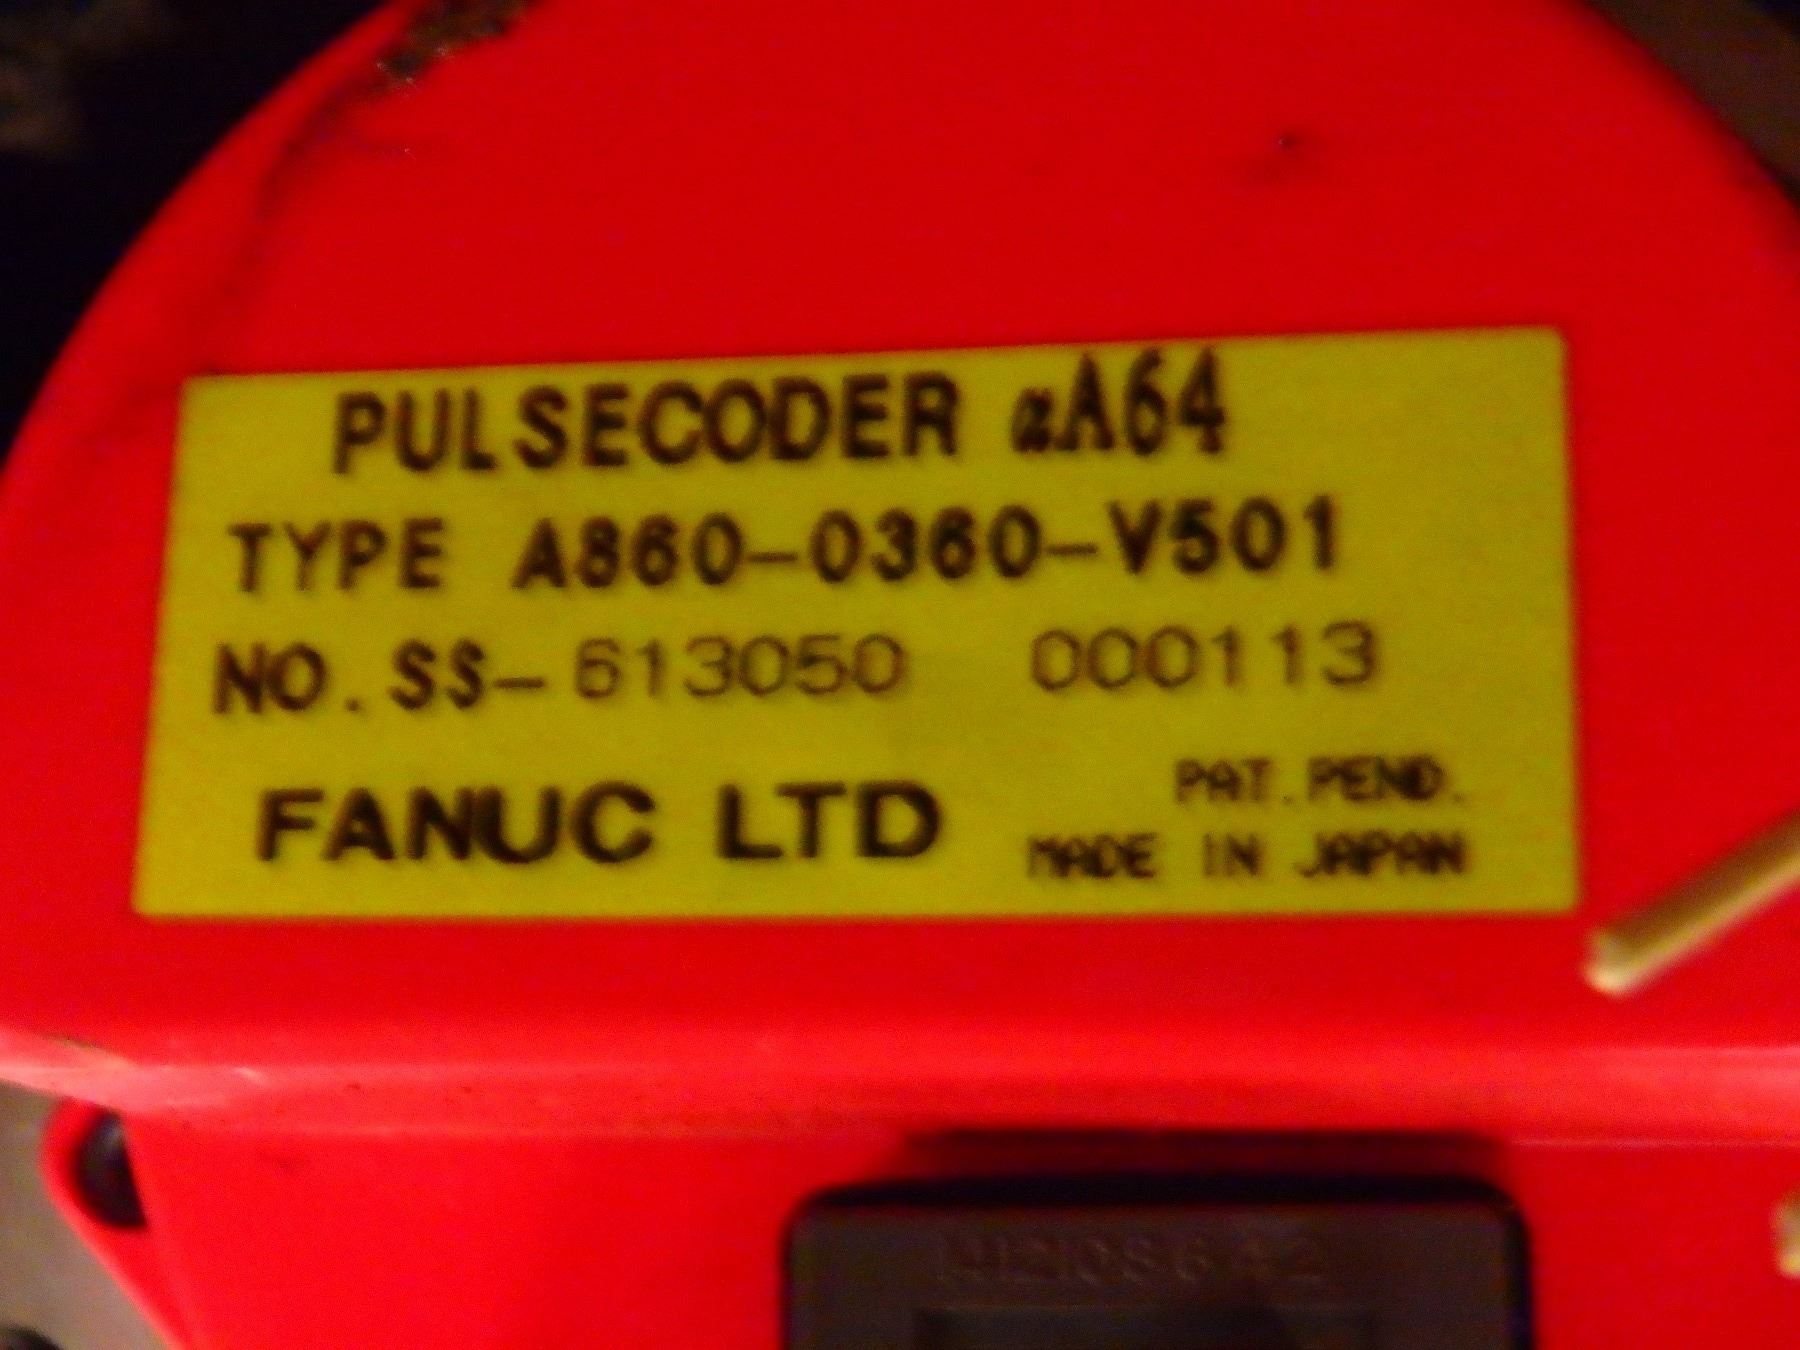 PULSECODER αA64
TYPE A860-0360-V501
NO. SS-613050 000113
FANUC LTD
PAT. PEND.
MADE IN JAPAN